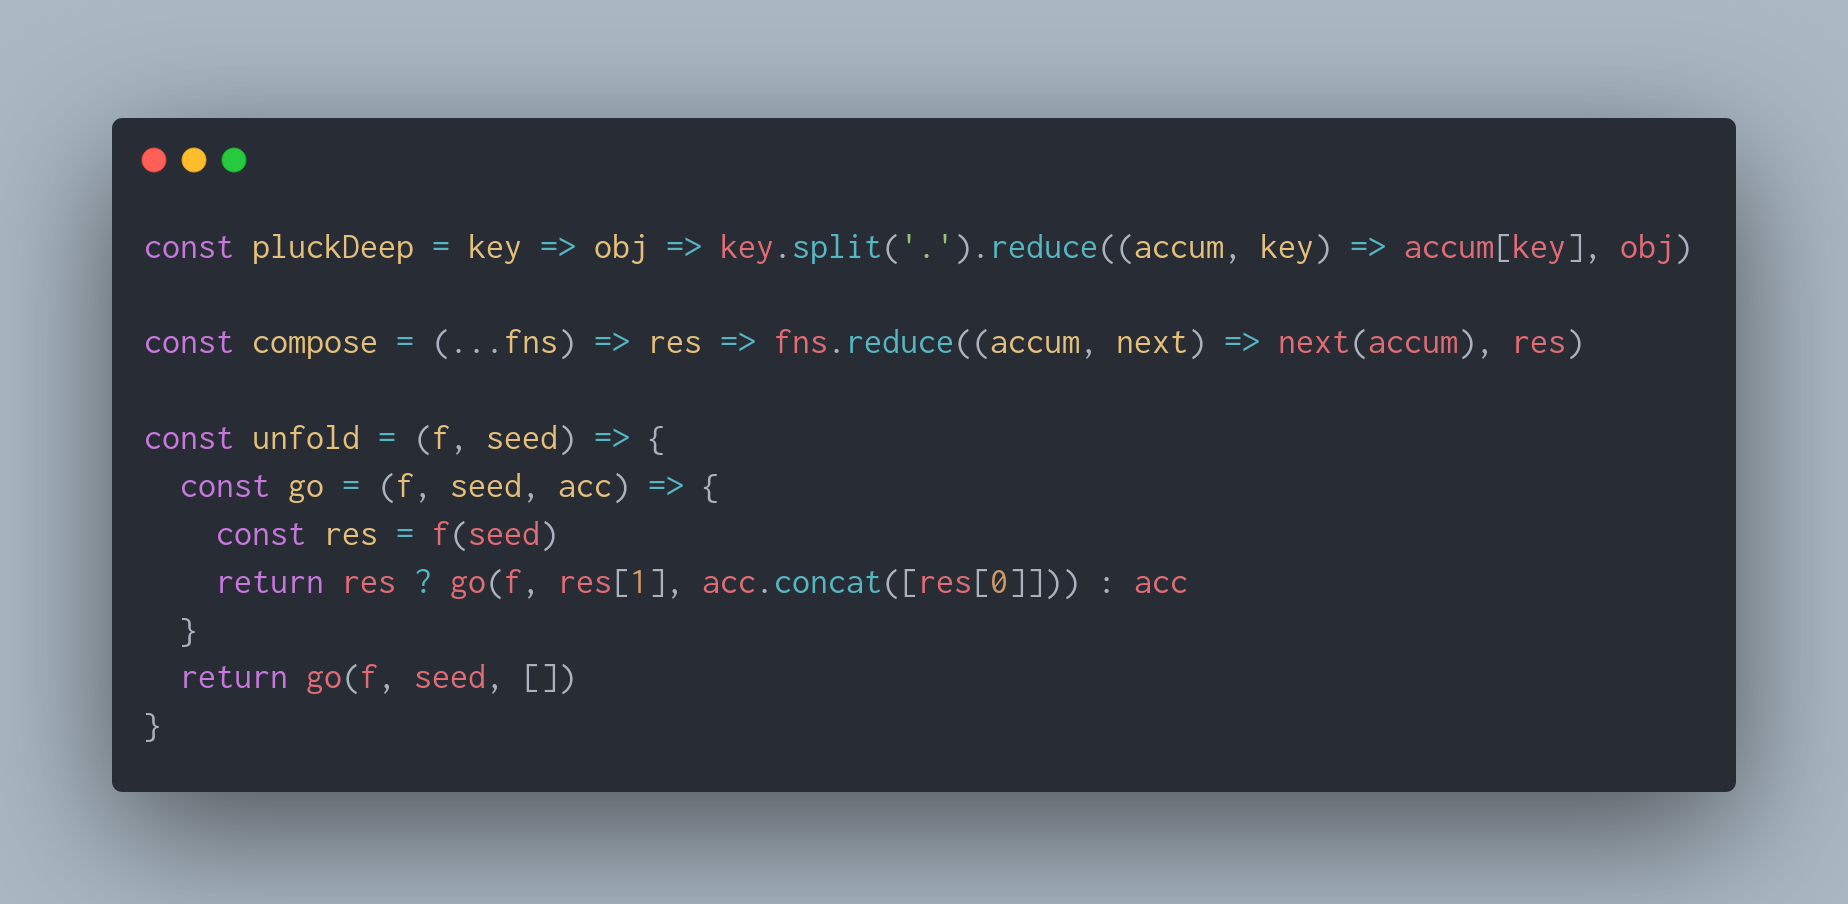 const pluckDeep = key => obj => key.split('.').reduce((accum, key) => accum[key], obj)

const compose = (...fns) => res => fns.reduce((accum, next) => next(accum), res)

const unfold = (f, seed) => {
  const go = (f, seed, acc) => {
    const res = f(seed)
    return res ? go(f, res[1], acc.concat([res[0]])) : acc
  }
  return go(f, seed, [])
}